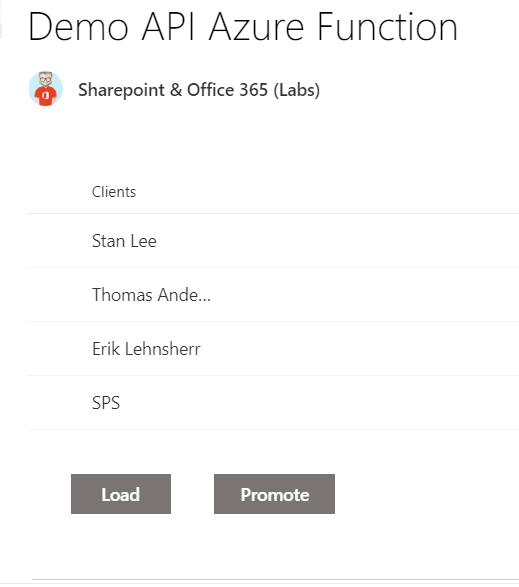 Demo API Azure Function
Sharepoint & Office 365 (Labs)
Clients
Stan Lee
Thomas Ande...
Erik Lehnsherr
SPS
Load
Promote